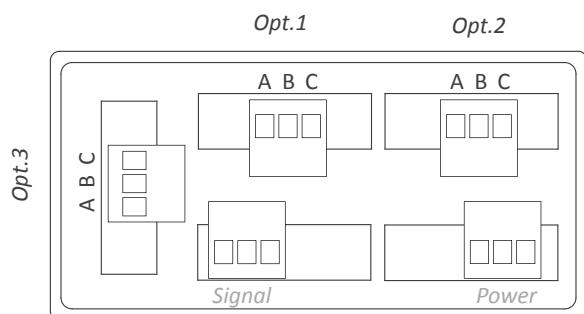 Opt.1
Opt.2
A B C
A B C
Opt.3
A B C
Signal
Power